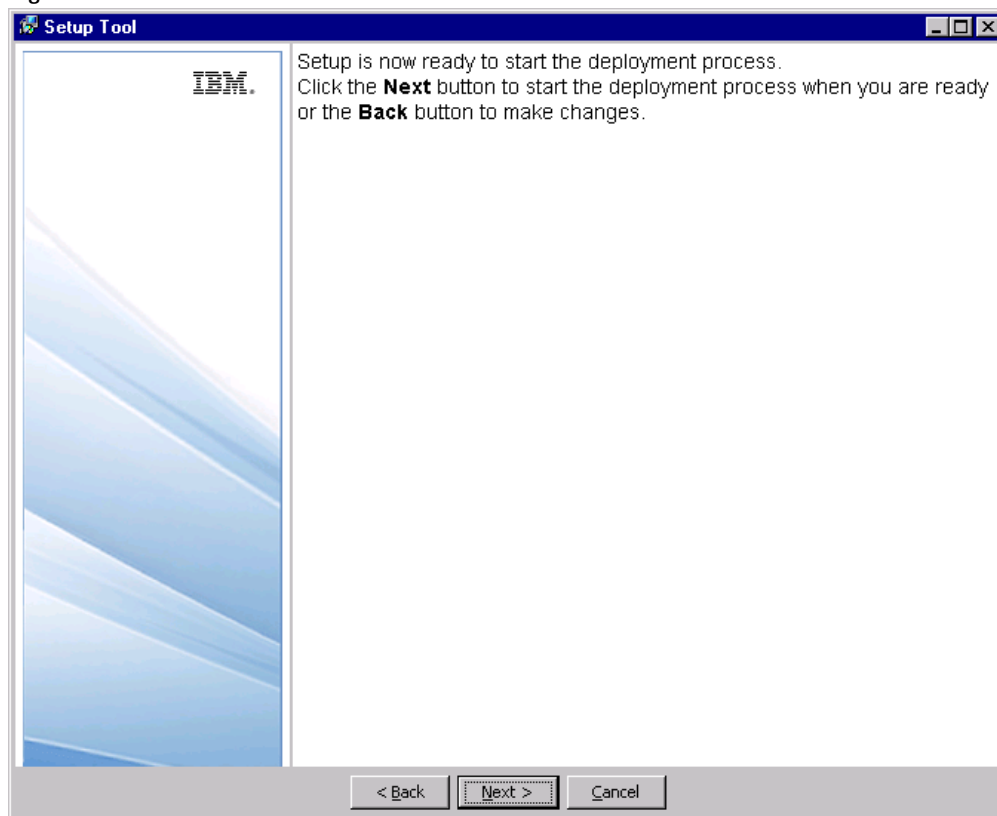 Setup Tool
IBM.
Setup is now ready to start the deployment process.
Click the Next button to start the deployment process when you are ready
or the Back button to make changes.
< Back
Next >
Cancel